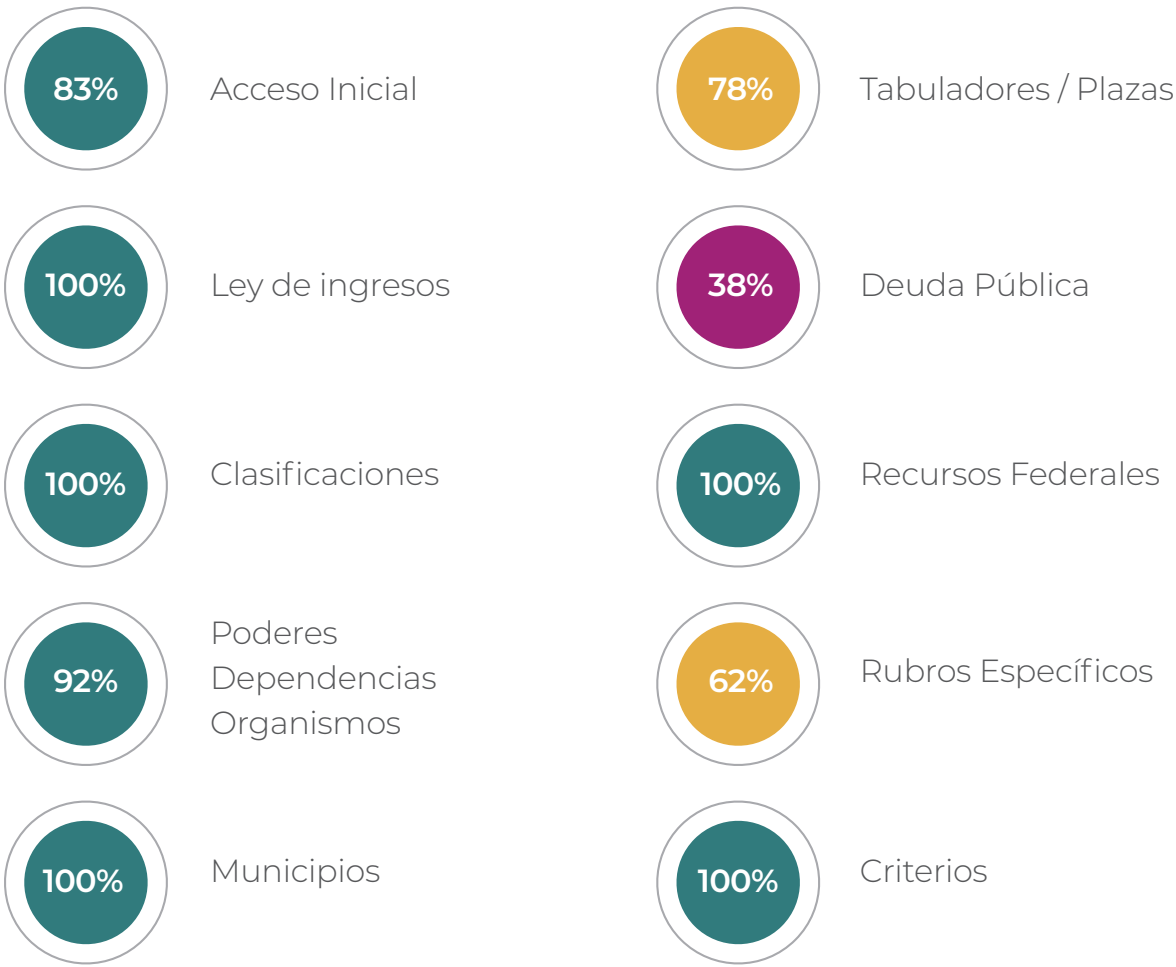 83%
Acceso Inicial
100%
Ley de ingresos
100%
Clasificaciones
92%
Poderes
Dependencias
Organismos
100%
Municipios
78%
Tabuladores / Plazas
38%
Deuda Pública
100%
Recursos Federales
62%
Rubros Específicos
100%
Criterios